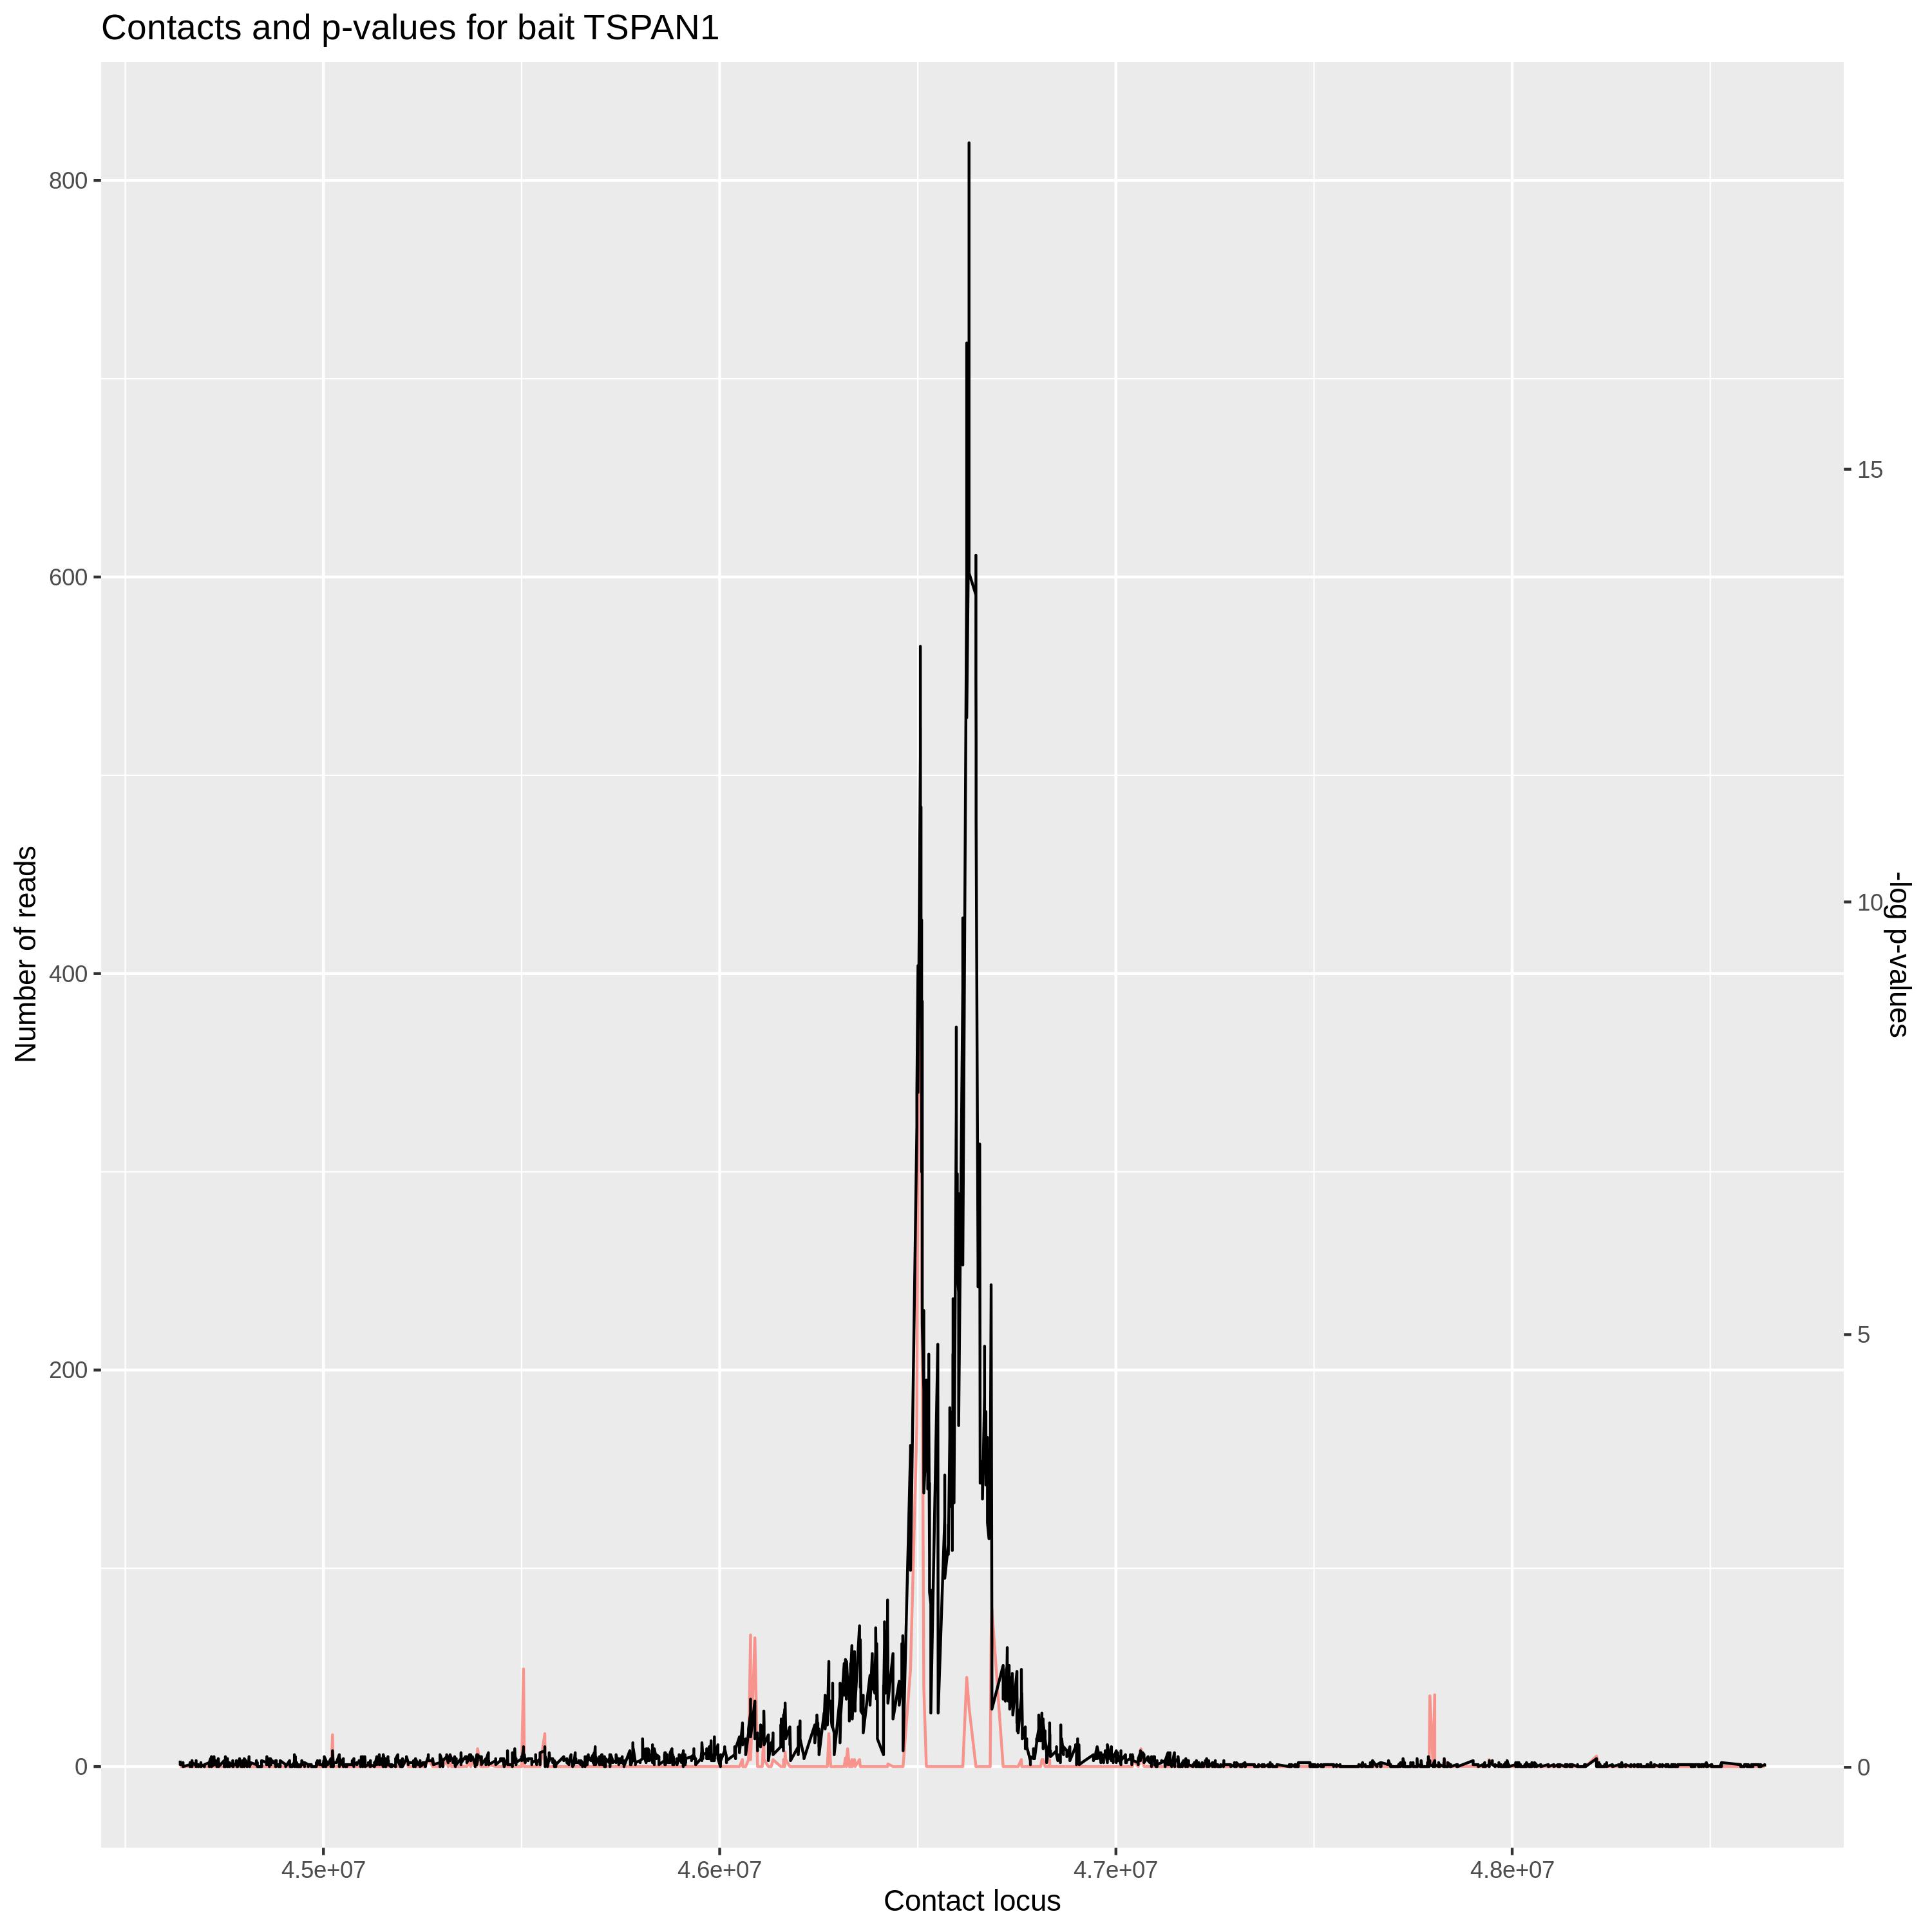 Contacts and p-values for bait TSPAN1
800
600
400
200
0
Number of reads
15
10
5
0
-log p-values
4.5e+07
4.6e+07
4.7e+07
4.8e+07
Contact locus